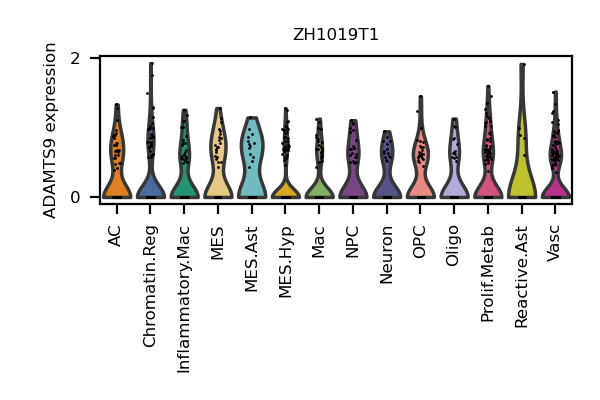 ZH1019T1
ADAMTS9 expression
2
0
AC
Chromatin.Reg
Inflammatory.Mac
MES
MES.Ast
MES.Hyp
Mac
NPC
Neuron
OPC
Oligo
Prolif.Metab
Reactive.Ast
Vasc